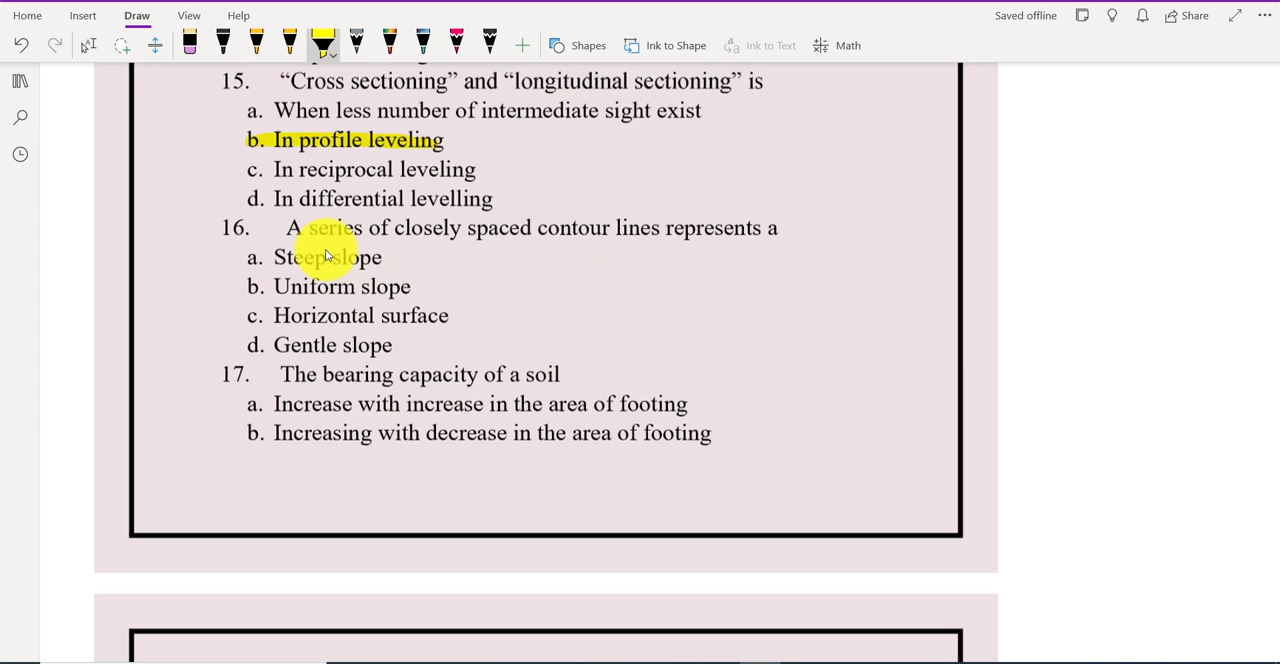 Home Insert Draw View Help Saved offline Share
Shapes Ink to Shape Ink to Text Math
15. “Cross sectioning” and “longitudinal sectioning” is
a. When less number of intermediate sight exist
b. In profile leveling
c. In reciprocal leveling
d. In differential levelling
16. A series of closely spaced contour lines represents a
a. Steep slope
b. Uniform slope
c. Horizontal surface
d. Gentle slope
17. The bearing capacity of a soil
a. Increase with increase in the area of footing
b. Increasing with decrease in the area of footing